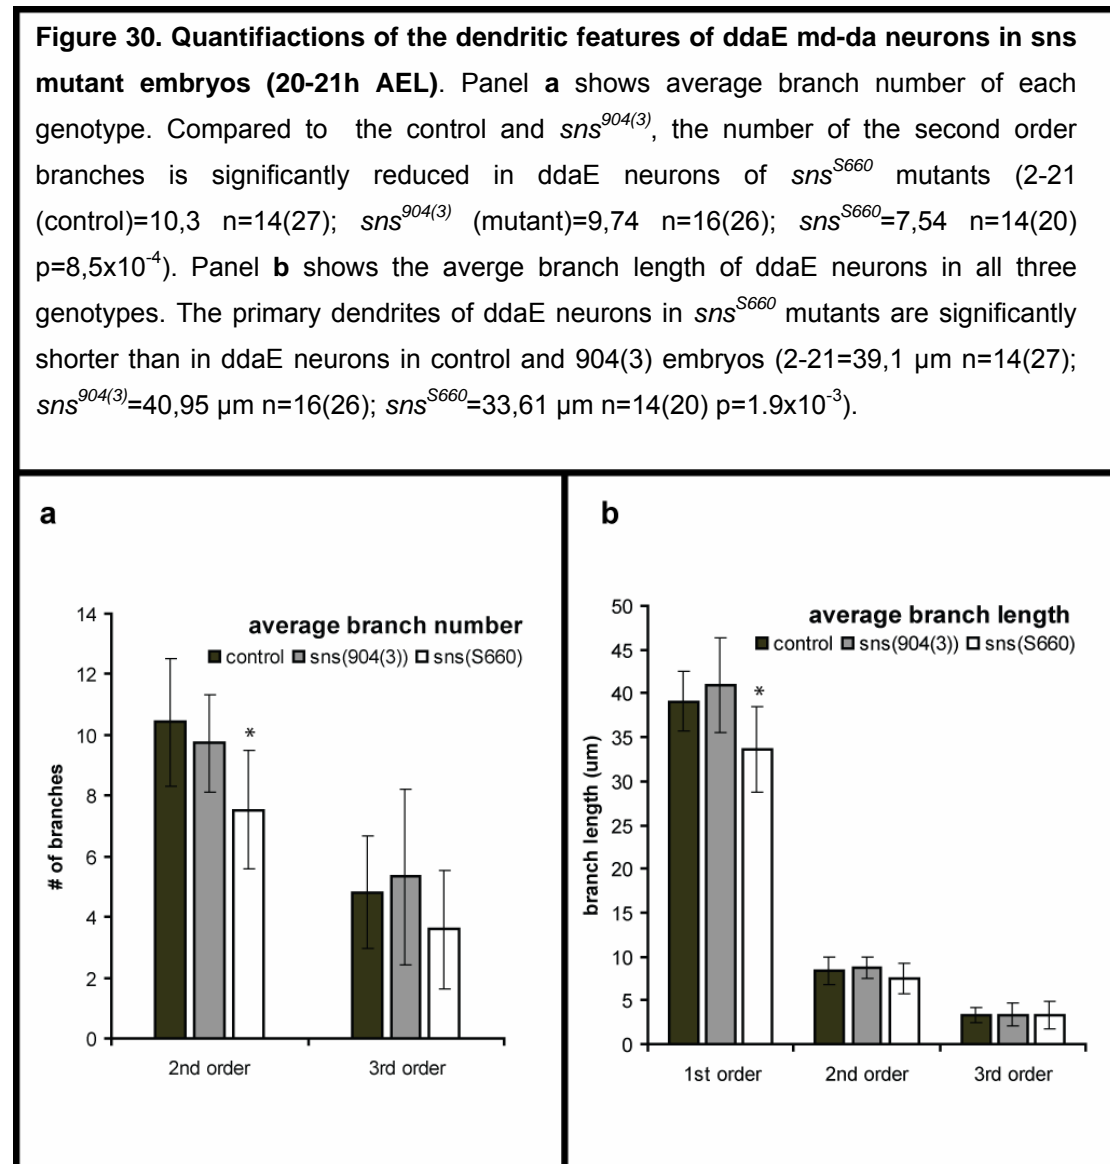 Figure 30. Quantifiactions of the dendritic features of ddaE md-da neurons in sns
mutant embryos (20-21h AEL). Panel a shows average branch number of each
genotype. Compared to the control and sns904(3), the number of the second order
branches is significantly reduced in ddaE neurons of snsS660 mutants (2-21
(control)=10,3 n=14(27); sns904(3) (mutant)=9,74 n=16(26); snsS660=7,54 n=14(20)
p=8,5x10-4). Panel b shows the averge branch length of ddaE neurons in all three
genotypes. The primary dendrites of ddaE neurons in snsS660 mutants are significantly
shorter than in ddaE neurons in control and 904(3) embryos (2-21=39,1 µm n=14(27);
sns904(3)=40,95 µm n=16(26); snsS660=33,61 µm n=14(20) p=1.9x10-3).
a
average branch number
control sns(904(3)) sns(S660)
# of branches
14
12
10
8
6
4
2
0
*
2nd order 3rd order
b
average branch length
control sns(904(3)) sns(S660)
branch length (um)
50
45
40
35
30
25
20
15
10
5
0
*
1st order 2nd order 3rd order